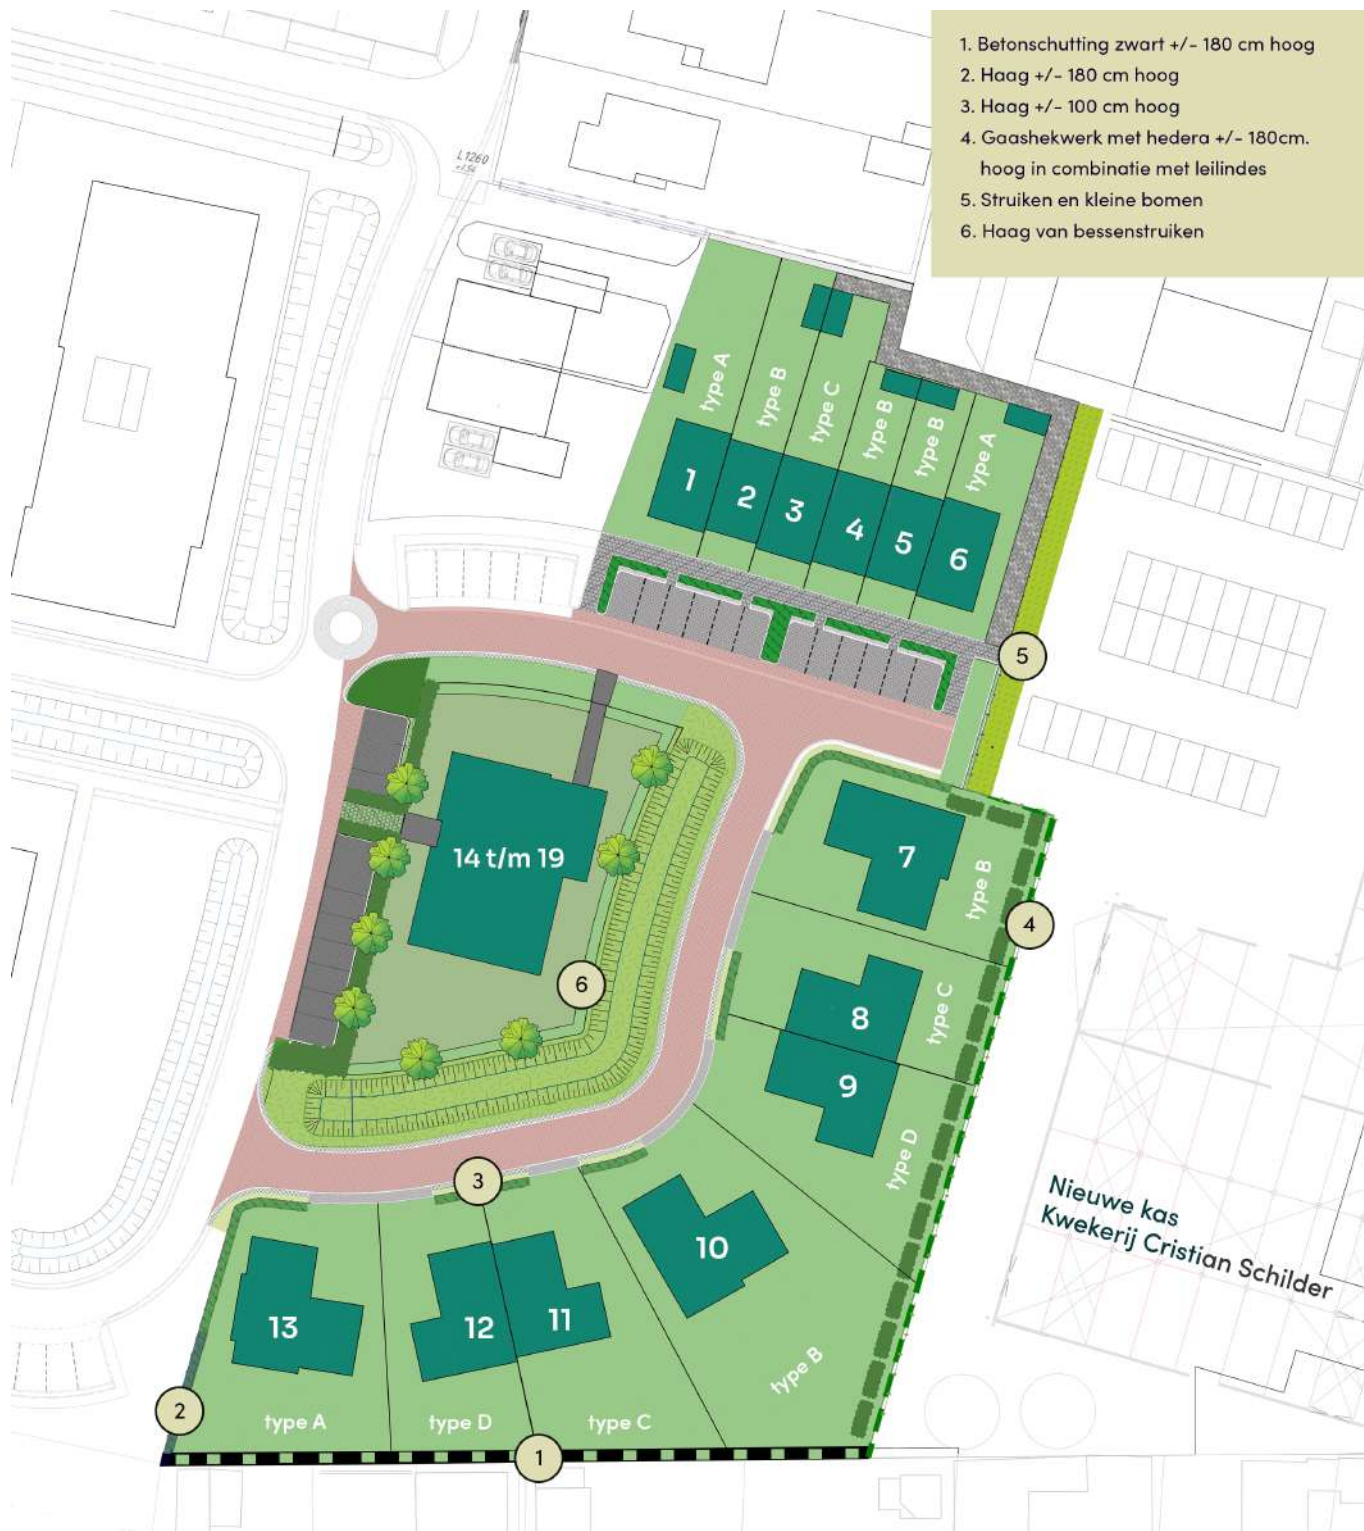 1. Betonschutting zwart +/- 180 cm hoog
2. Haag +/- 180 cm hoog
3. Haag +/- 100 cm hoog
4. Gaashekwerk met hedera +/- 180cm.
hoog in combinatie met leilindes
5. Struiken en kleine bomen
6. Haag van bessenstruiken
L1260
type A
type B
type C
type B
type B
type A
1
2
3
4
5
6
5
14 t/m 19
7
type B
4
6
8
type C
9
type D
3
10
type B
Nieuwe kas
Kwekerij Cristian Schilder
13
12
11
2
type A
type D
type C
1